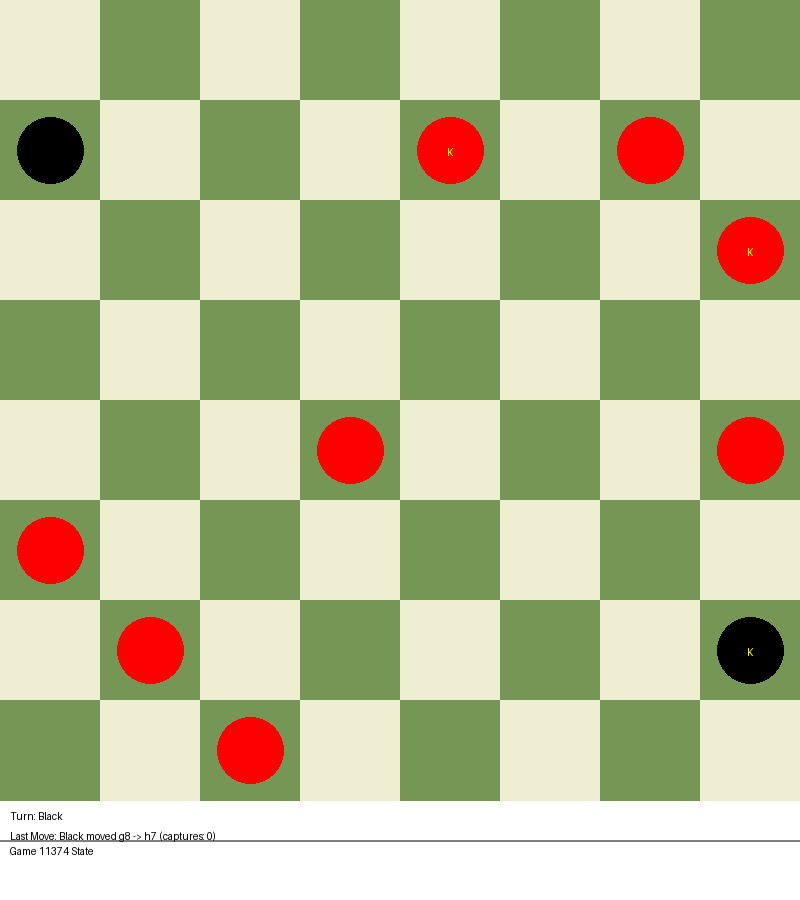 K
K
K
Turn: Black
Last Move: Black moved g8 -> h7 (captures: 0)
Game 11374 State